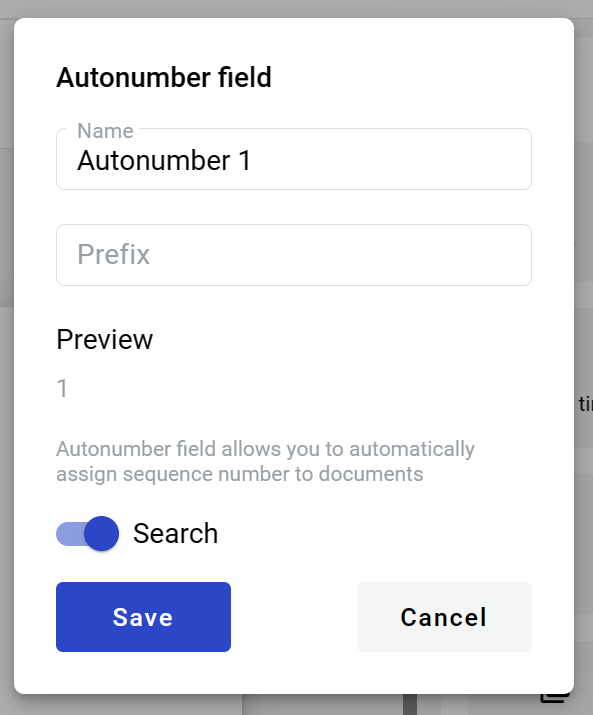 Autonumber field
Name
Autonumber 1
Prefix
Preview
1
Autonumber field allows you to automatically
assign sequence number to documents
Search
Save
Cancel